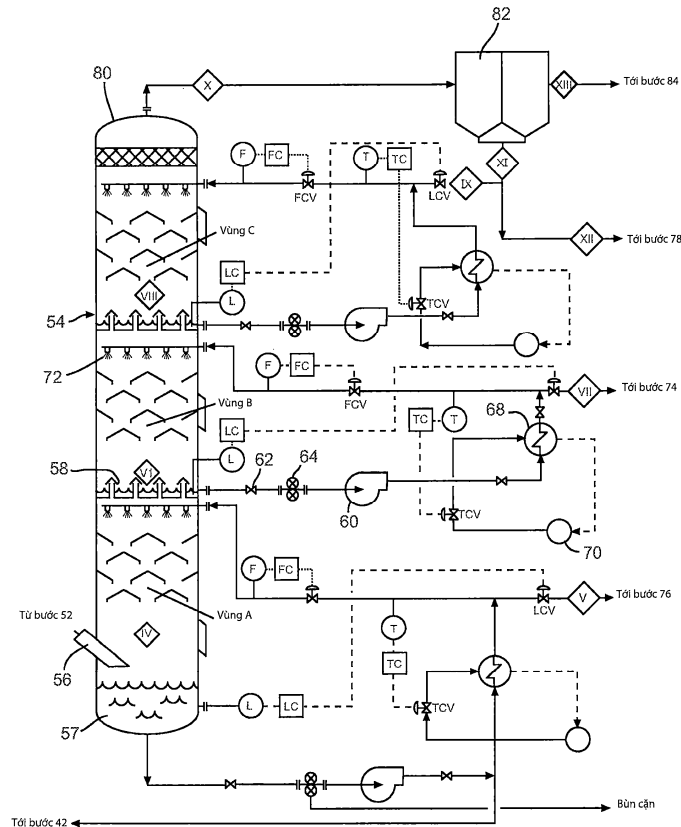 82
80
X
XIII
Tới bước 84
F
FC
T
TC
XI
FCV
LCV
IX
Vùng C
XII
Tới bước 78
LC
VIII
L
TCV
54
72
F
FC
Tới bước 74
VII
FCV
68
Vùng B
LC
TC
T
L
62
64
58
V1
60
TCV
70
F
FC
V
Tới bước 76
LCV
Từ bước 52
Vùng A
IV
T
TC
56
L
LC
TCV
57
Bùn cặn
Tới bước 42